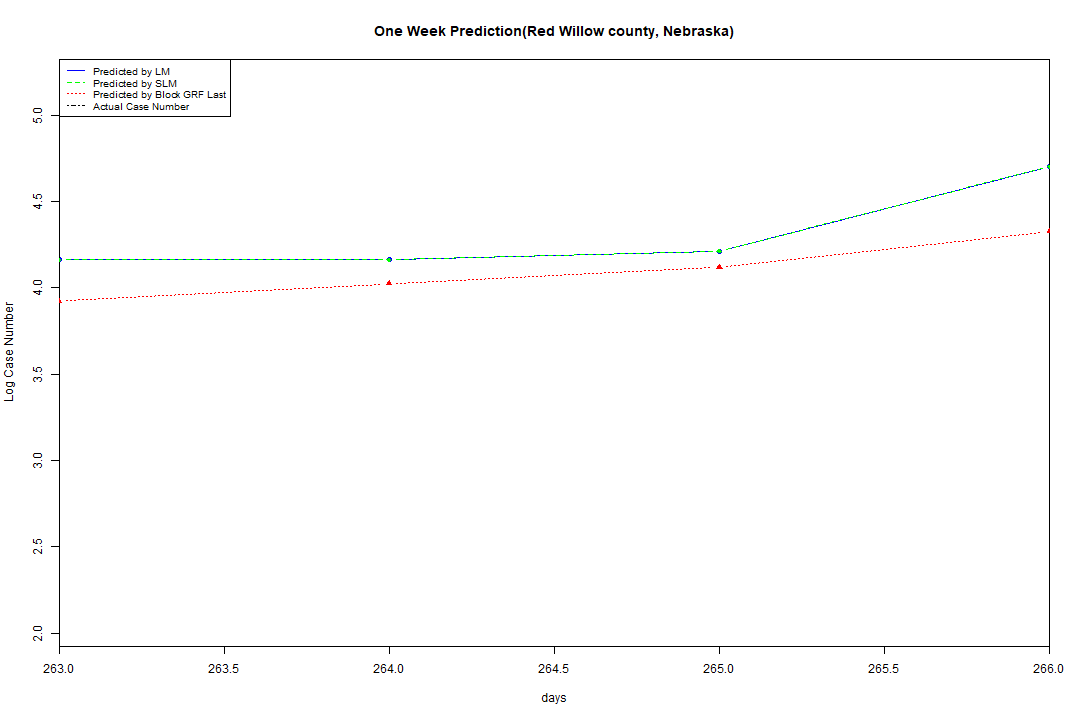 One Week Prediction(Red Willow county, Nebraska)
Predicted by LM
Predicted by SLM
Predicted by Block GRF Last
Actual Case Number
Log Case Number
5.0
4.5
4.0
3.5
3.0
2.5
2.0
263.0 263.5 264.0 264.5 265.0 265.5 266.0
days